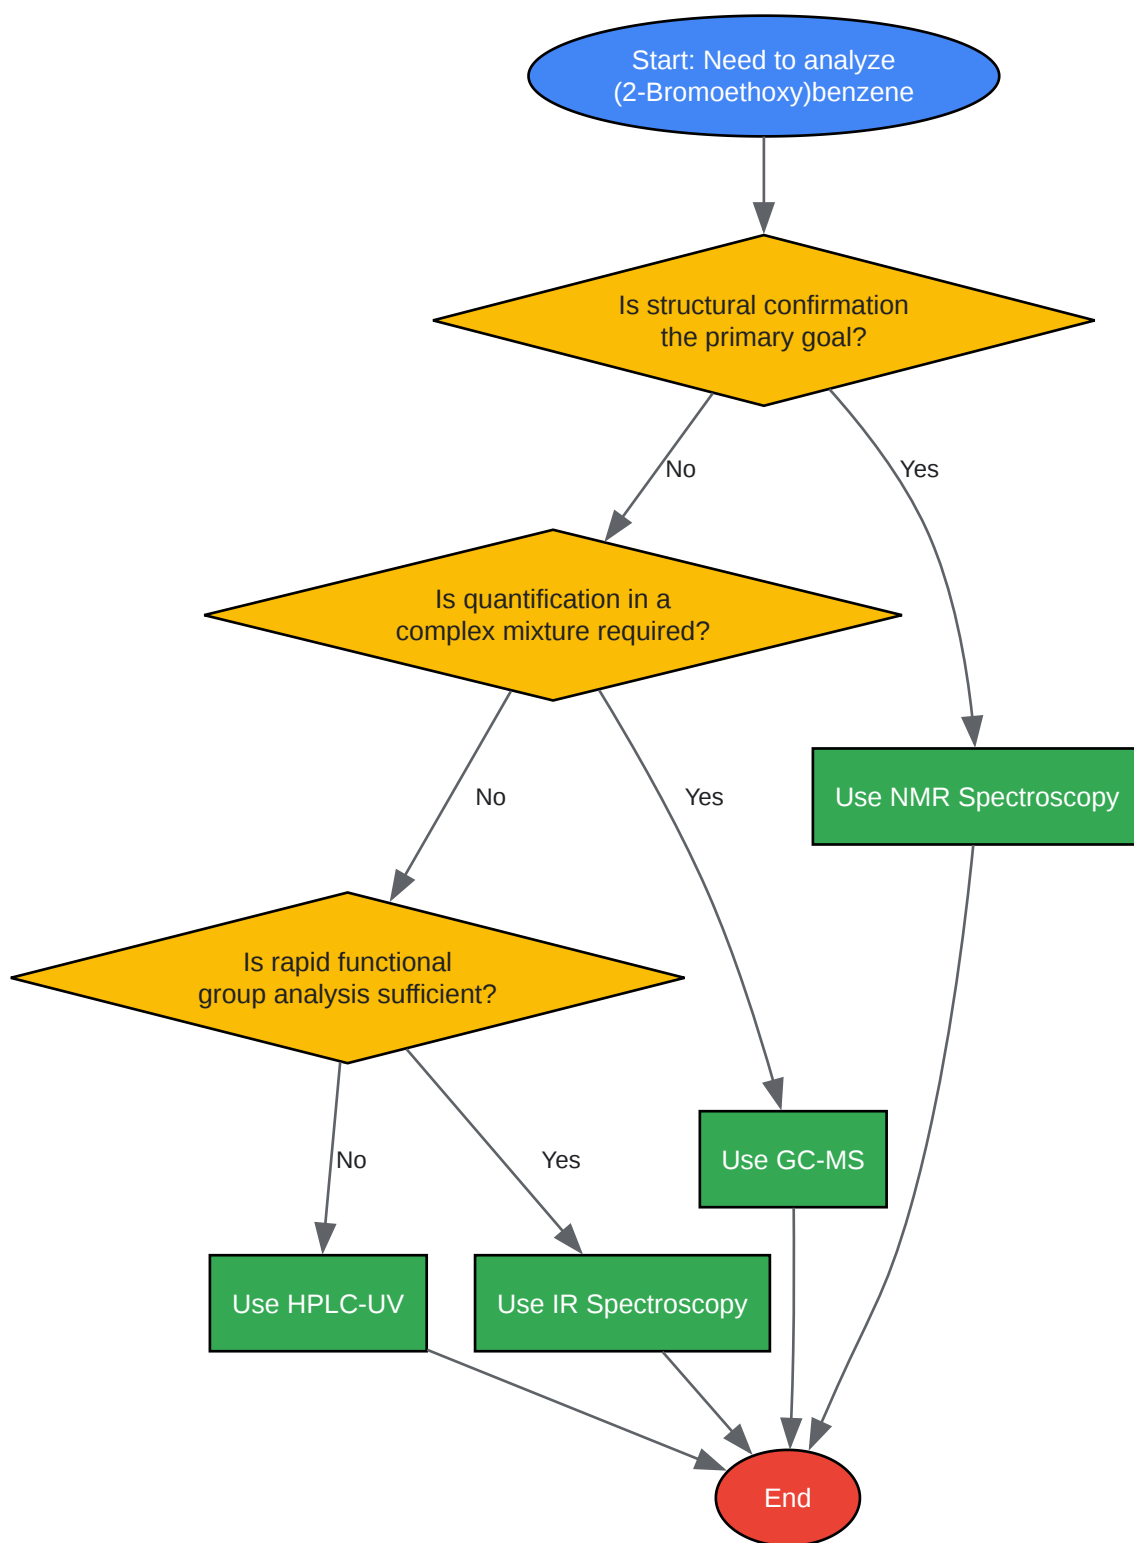 Start: Need to analyze
(2-Bromoethoxy)benzene
Is structural confirmation
the primary goal?
No
Yes
Is quantification in a
complex mixture required?
No
Yes
Use NMR Spectroscopy
Is rapid functional
group analysis sufficient?
No
Yes
Use GC-MS
Use HPLC-UV
Use IR Spectroscopy
End